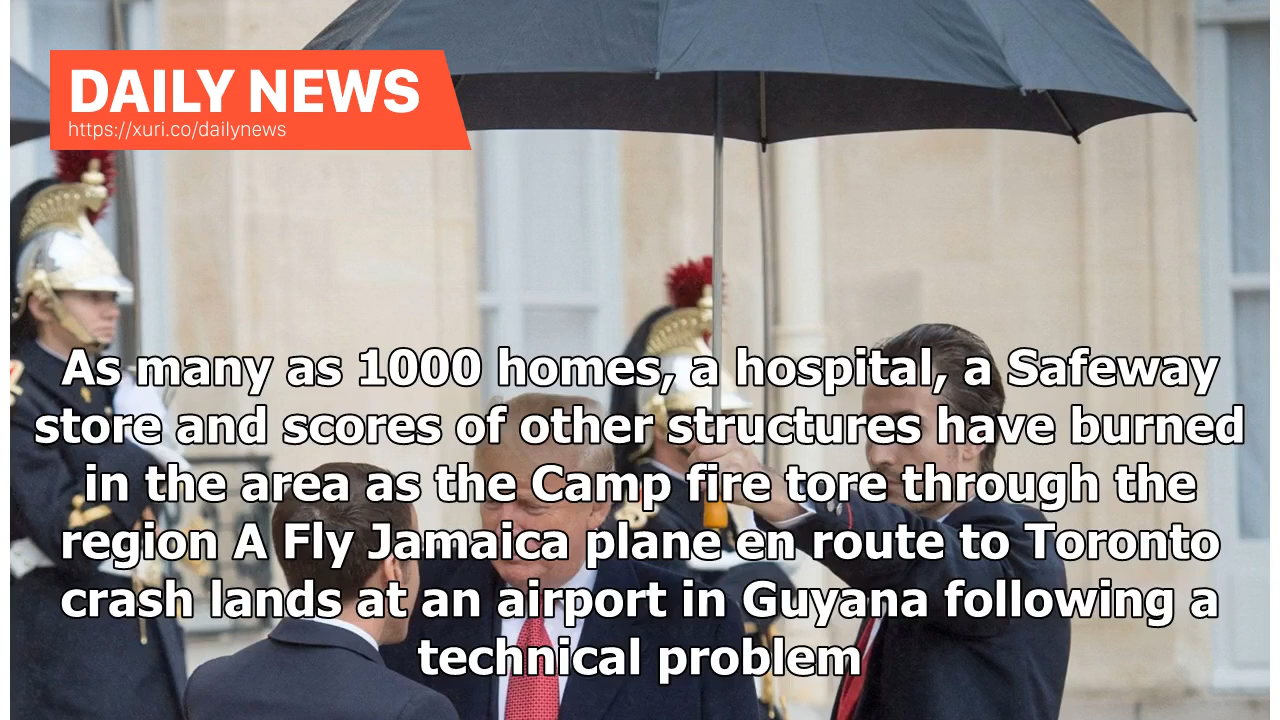 DAILY NEWS
https://xuri.co/dailynews
As many as 1000 homes, a hospital, a Safeway
store and scores of other structures have burned
in the area as the Camp fire tore through the
region A Fly Jamaica plane en route to Toronto
crash lands at an airport in Guyana following a
technical problem